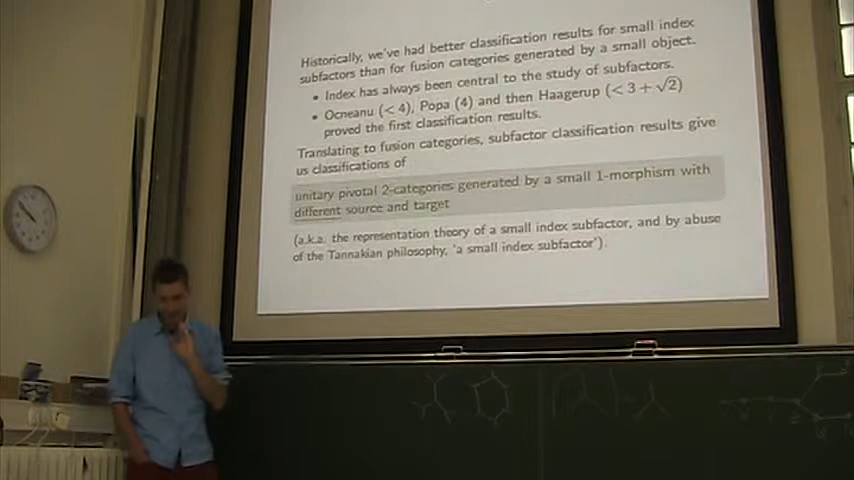 Historically, we've had better classification results for small index
subfactors than for fusion categories generated by a small object.
• Index has always been central to the study of subfactors.
• Ocneanu (< 4), Popa (4) and then Haagerup (< 3 + √2)
proved the first classification results.
Translating to fusion categories, subfactor classification results give
us classifications of
unitary pivotal 2-categories generated by a small 1-morphism with
different source and target
(a.k.a. the representation theory of a small index subfactor, and by abuse
of the Tannakian philosophy, 'a small index subfactor').